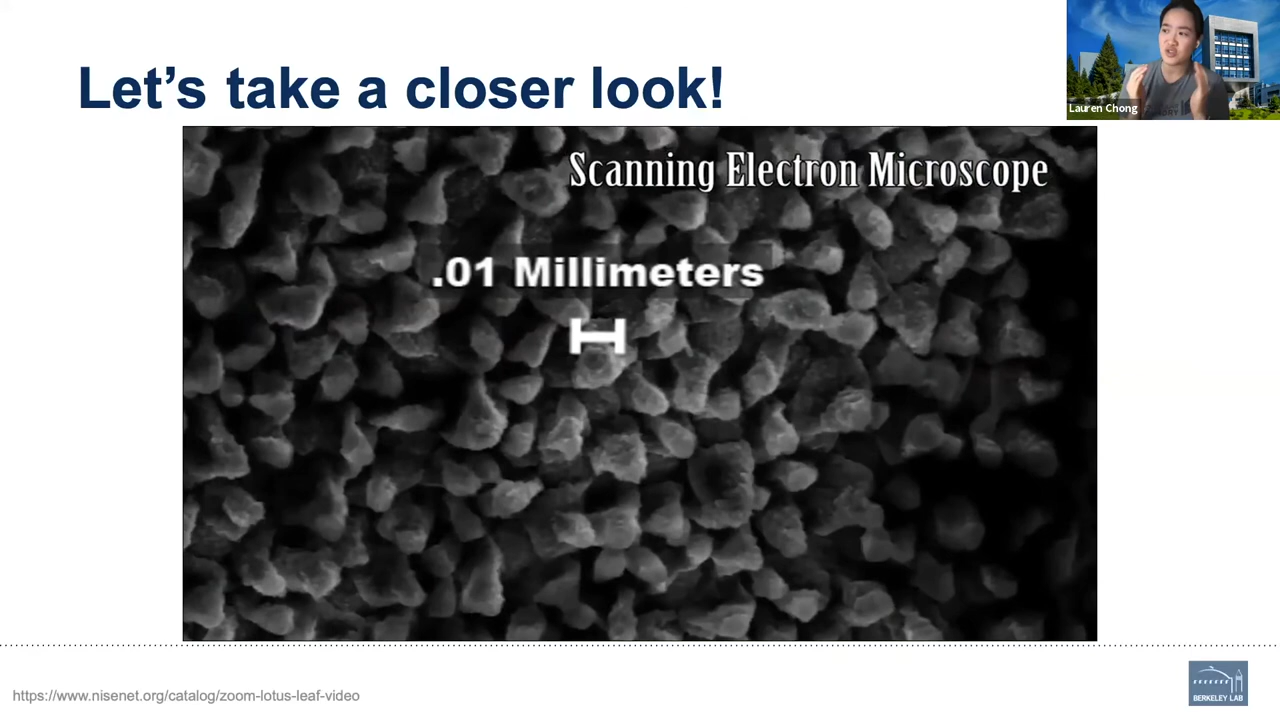 Let's take a closer look!
Lauren Chong
Scanning Electron Microscope
.01 Millimeters
https://www.nisenet.org/catalog/zoom-lotus-leaf-video
BERKELEY LAB